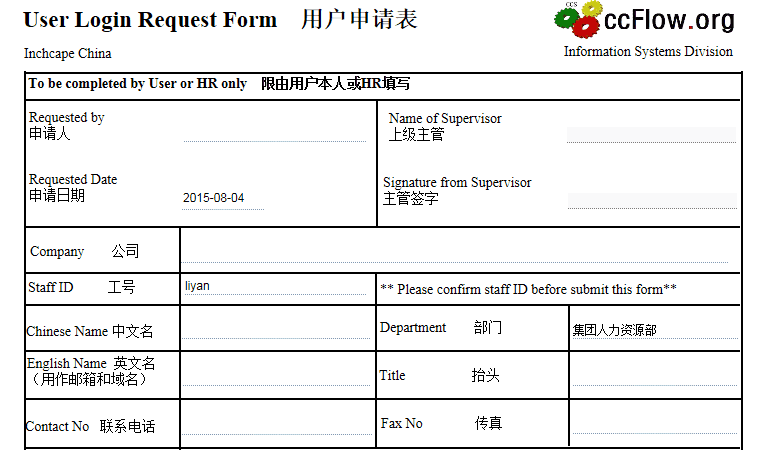 User Login Request Form 用户申请表
CCS
ccFlow.org
Inchcape China
Information Systems Division
To be completed by User or HR only 限由用户本人或HR填写
Requested by
申请人
Name of Supervisor
上级主管
Requested Date
申请日期
2015-08-04
Signature from Supervisor
主管签字
Company 公司
Staff ID 工号
liyan
** Please confirm staff ID before submit this form**
Chinese Name 中文名
Department 部门
集团人力资源部
English Name 英文名
（用作邮箱和域名）
Title 抬头
Contact No 联系电话
Fax No 传真